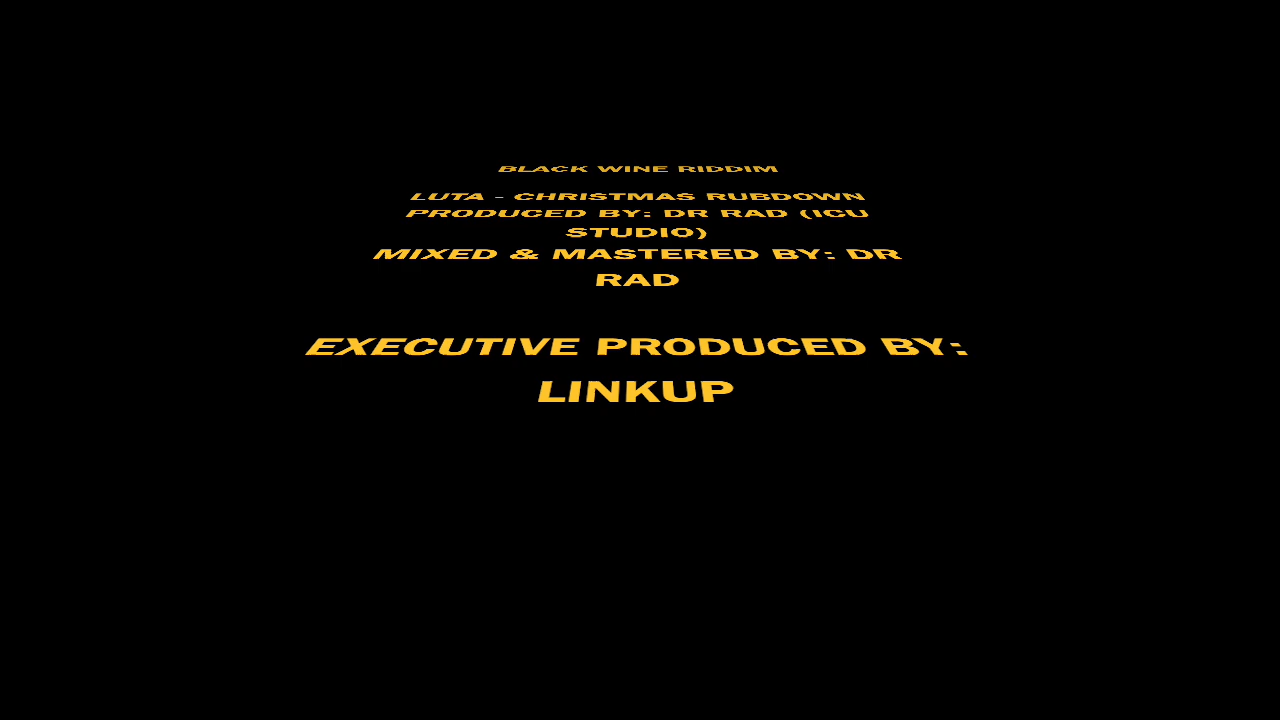 BLACK WINE RIDDIM
LUTA - CHRISTMAS RUBDOWN
PRODUCED BY: DR RAD (ICU
STUDIO)
MIXED & MASTERED BY: DR
RAD
EXECUTIVE PRODUCED BY:
LINKUP